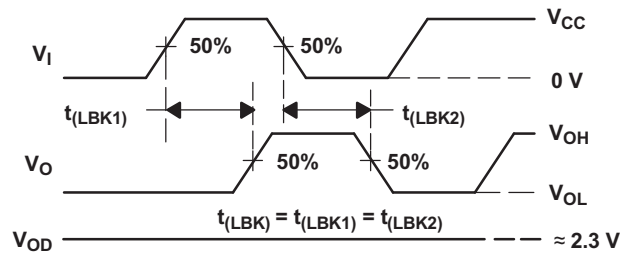 V_CC
V_I
50%
50%
0 V
t_(LBK1)
t_(LBK2)
V_OH
V_O
50%
50%
V_OL
t_(LBK) = t_(LBK1) = t_(LBK2)
V_OD
≈ 2.3 V